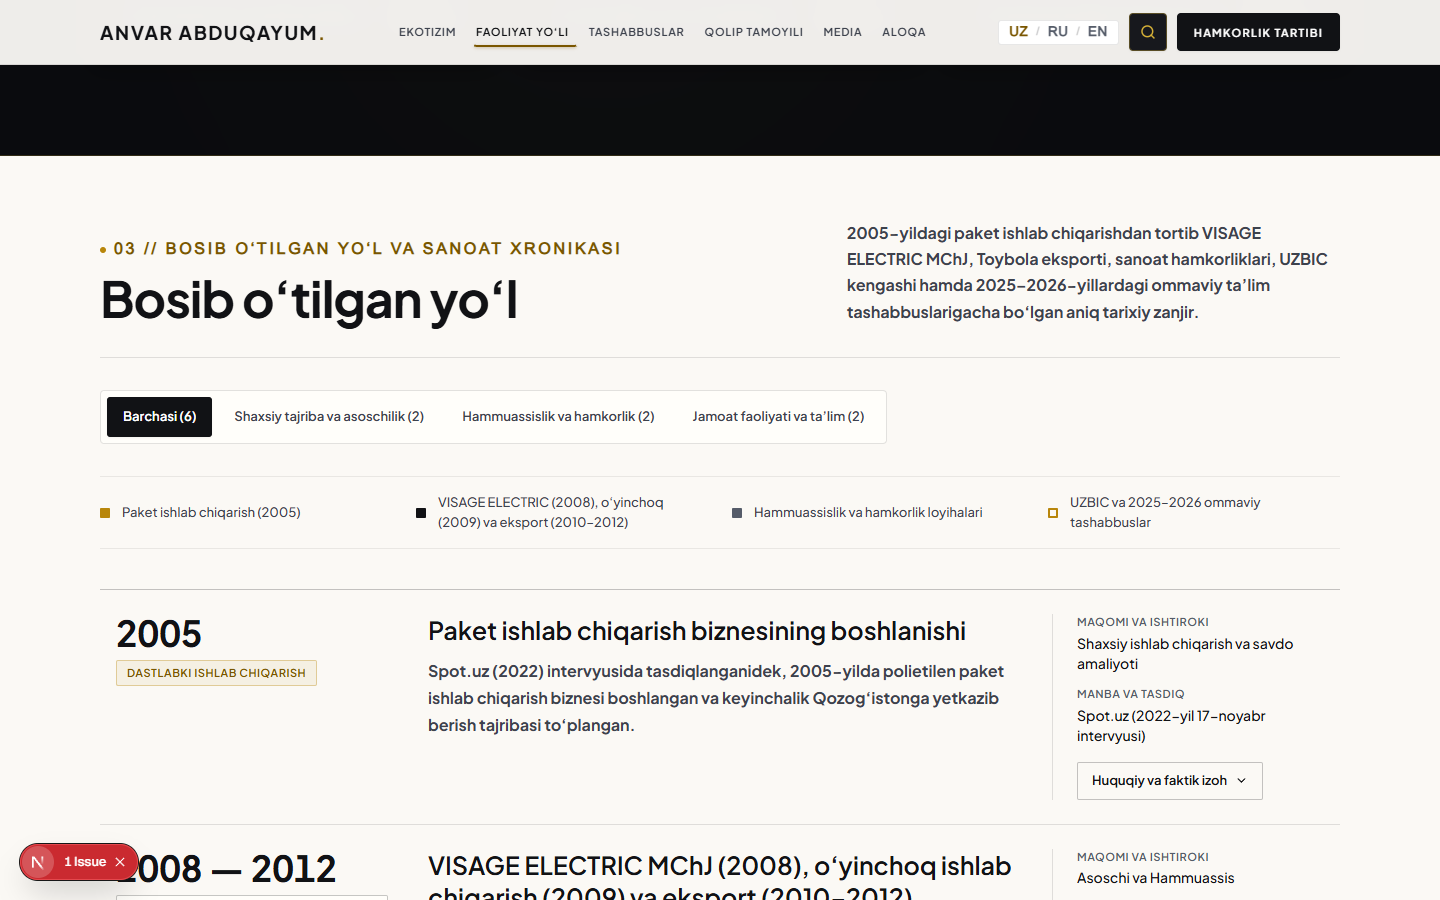 ANVAR ABDUQAYUM.
EKOTIZIM
FAOLIYAT YOʻLI
TASHABBUSLAR
QOLIP TAMOYILI
MEDIA
ALOQA
UZ / RU / EN
HAMKORLIK TARTIBI
03 // BOSIB OʻTILGAN YOʻL VA SANOAT XRONIKASI
Bosib oʻtilgan yoʻl
2005–yildagi paket ishlab chiqarishdan tortib VISAGE
ELECTRIC MChJ, Toybola eksporti, sanoat hamkorliklari, UZBIC
kengashi hamda 2025–2026–yillardagi ommaviy taʼlim
tashabbuslarigacha boʻlgan aniq tarixiy zanjir.
Barchasi (6)
Shaxsiy tajriba va asoschilik (2)
Hammuassislik va hamkorlik (2)
Jamoat faoliyati va taʼlim (2)
Paket ishlab chiqarish (2005)
VISAGE ELECTRIC (2008), oʻyinchoq
(2009) va eksport (2010–2012)
Hammuassislik va hamkorlik loyihalari
UZBIC va 2025–2026 ommaviy
tashabbuslar
2005
DASTLABKI ISHLAB CHIQARISH
Paket ishlab chiqarish biznesining boshlanishi
Spot.uz (2022) intervyusida tasdiqlanganidek, 2005–yilda polietilen paket
ishlab chiqarish biznesi boshlangan va keyinchalik Qozogʻistonga yetkazib
berish tajribasi toʻplangan.
MAQOMI VA ISHTIROKI
Shaxsiy ishlab chiqarish va savdo
amaliyoti
MANBA VA TASDIQ
Spot.uz (2022–yil 17–noyabr
intervyusi)
Huquqiy va faktik izoh
2008 — 2012
VISAGE ELECTRIC MChJ (2008), oʻyinchoq ishlab
chiqarish (2009) va eksport (2010–2012)
MAQOMI VA ISHTIROKI
Asoschi va Hammuassis
N 1 Issue